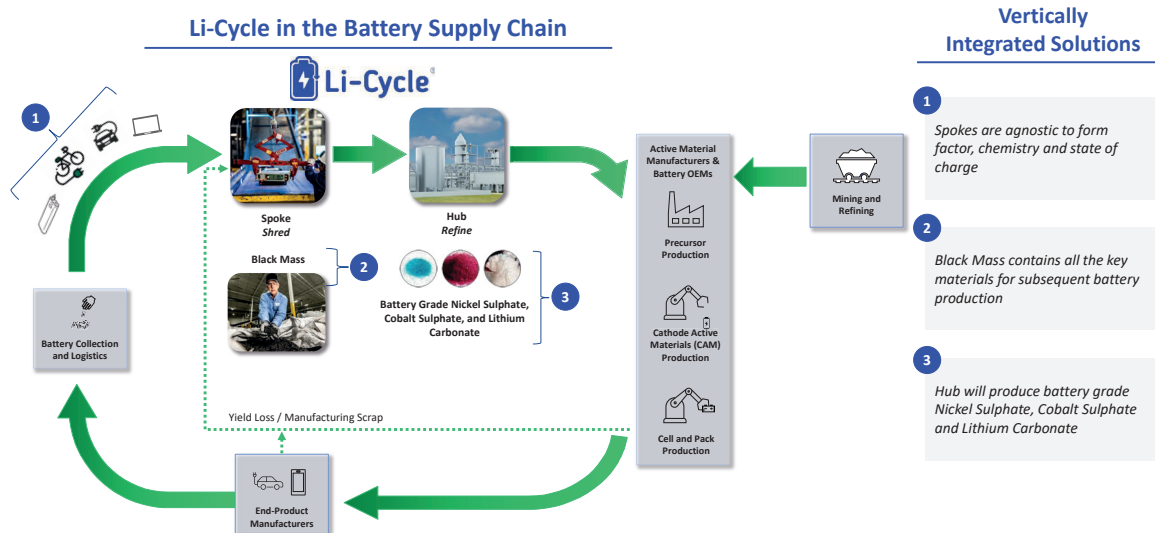 Li-Cycle in the Battery Supply Chain
Li-Cycle®
1
Spoke
Shred
Hub
Refine
Black Mass
2
Battery Grade Nickel Sulphate,
Cobalt Sulphate, and Lithium
Carbonate
3
Battery Collection
and Logistics
Yield Loss / Manufacturing Scrap
End-Product
Manufacturers
Active Material
Manufacturers &
Battery OEMs
Precursor
Production
Cathode Active
Materials (CAM)
Production
Cell and Pack
Production
Mining and
Refining
Vertically
Integrated Solutions
1
Spokes are agnostic to form
factor, chemistry and state of
charge
2
Black Mass contains all the key
materials for subsequent battery
production
3
Hub will produce battery grade
Nickel Sulphate, Cobalt Sulphate
and Lithium Carbonate